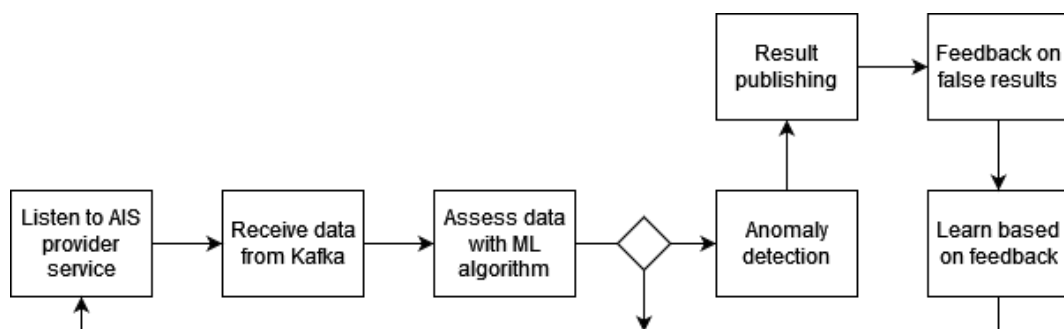 Result
publishing
Feedback on
false results
Listen to AIS
provider
service
Receive data
from Kafka
Assess data
with ML
algorithm
Anomaly
detection
Learn based
on feedback